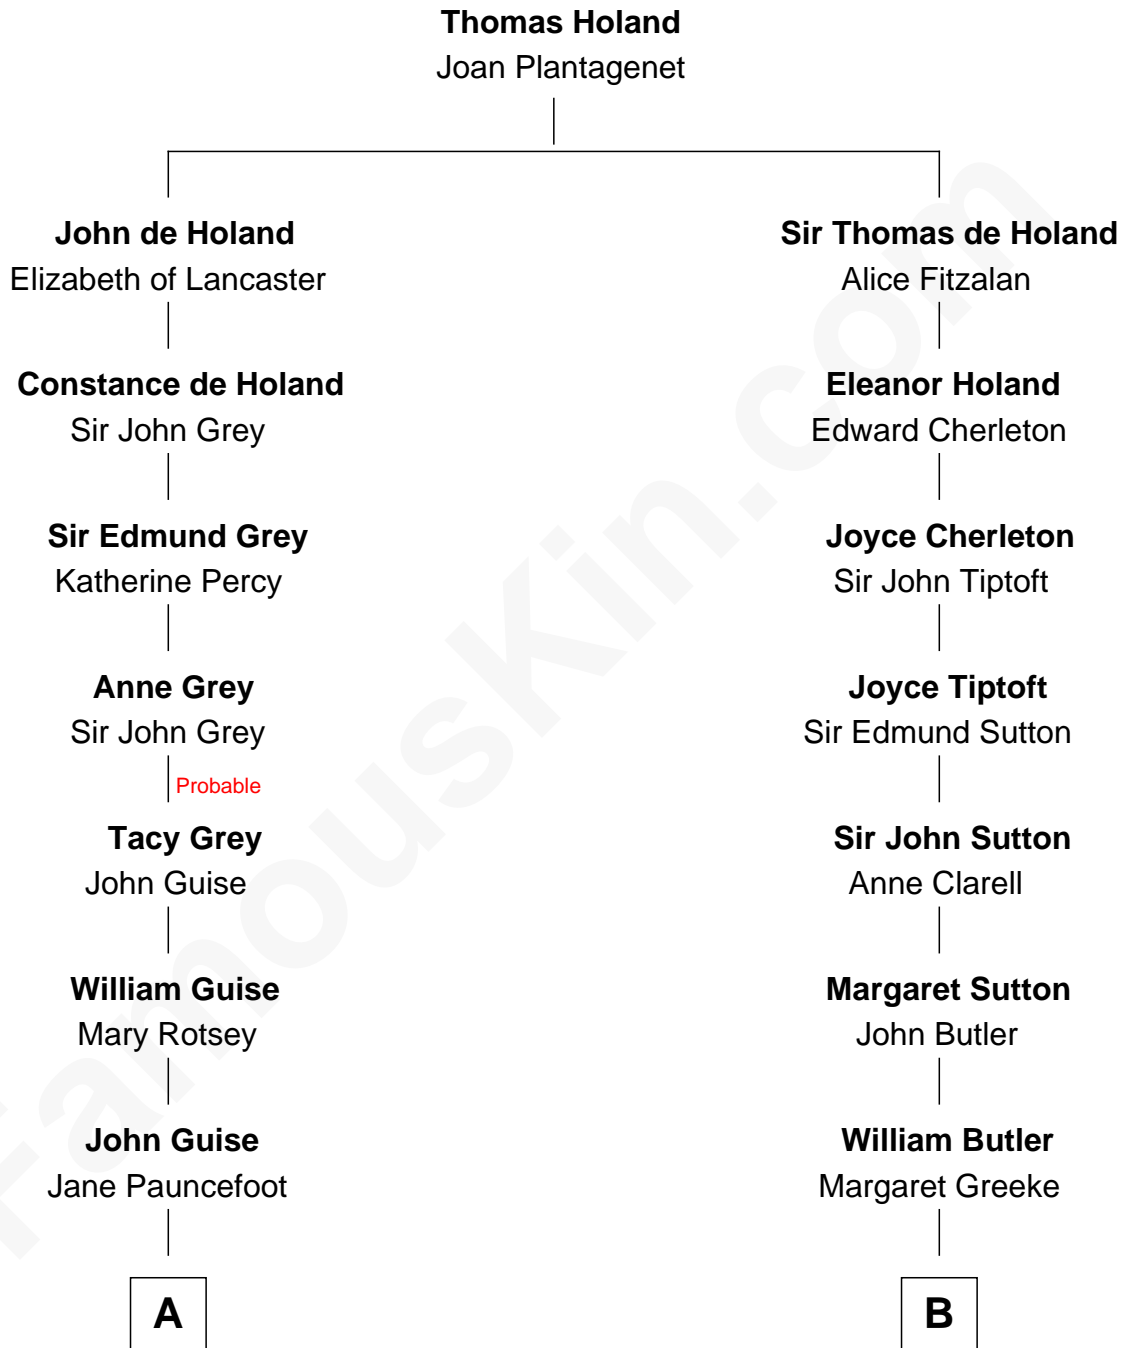 Thomas Holand
Joan Plantagenet
John de Holand
Elizabeth of Lancaster
Sir Thomas de Holand
Alice Fitzalan
Constance de Holand
Sir John Grey
Eleanor Holand
Edward Cherleton
Sir Edmund Grey
Katherine Percy
Joyce Cherleton
Sir John Tiptoft
Anne Grey
Sir John Grey
Joyce Tiptoft
Sir Edmund Sutton
Probable
Tacy Grey
John Guise
Sir John Sutton
Anne Clarell
William Guise
Mary Rotsey
Margaret Sutton
John Butler
John Guise
Jane Pauncefoot
William Butler
Margaret Greeke
A
B
FamousKin.com